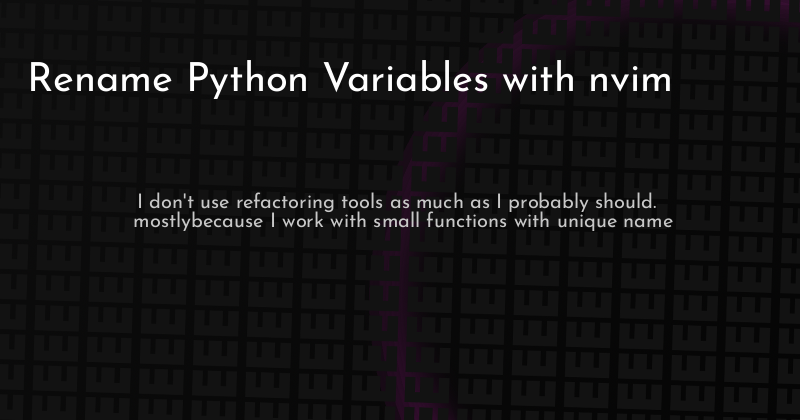 Rename Python Variables with nvim
I don't use refactoring tools as much as I probably should.
mostlybecause I work with small functions with unique name